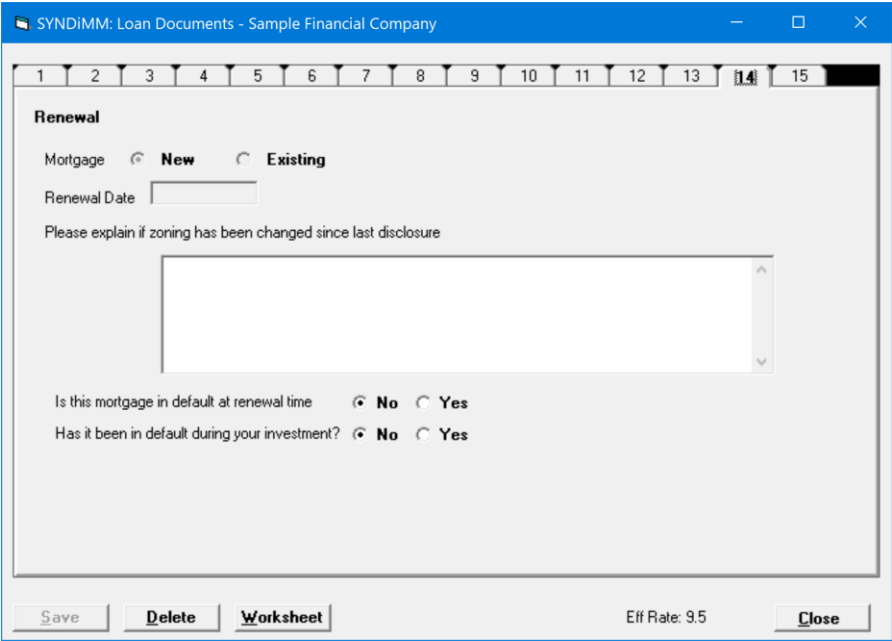 SYNDiMM: Loan Documents - Sample Financial Company
1 2 3 4 5 6 7 8 9 10 11 12 13 14 15
Renewal
Mortgage New Existing
Renewal Date
Please explain if zoning has been changed since last disclosure
Is this mortgage in default at renewal time No Yes
Has it been in default during your investment? No Yes
Save Delete Worksheet Eff Rate: 9.5 Close